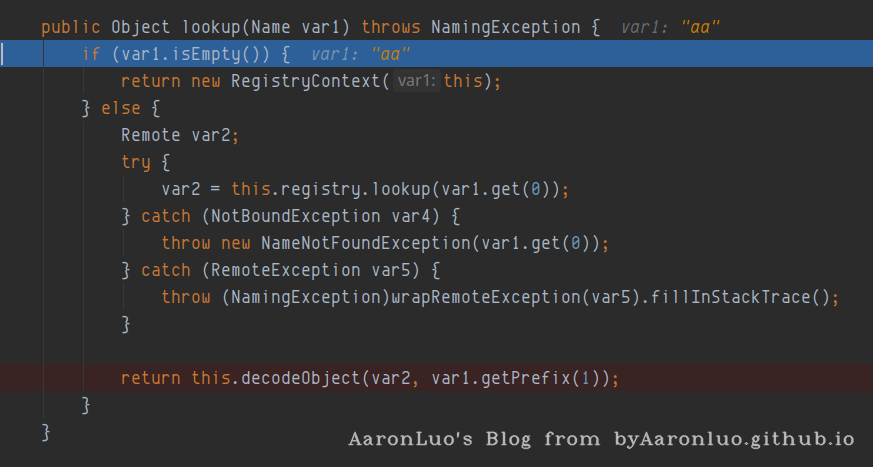 public Object lookup(Name var1) throws NamingException {  var1: "aa"
    if (var1.isEmpty()) {  var1: "aa"
        return new RegistryContext( var1: this);
    } else {
        Remote var2;
        try {
            var2 = this.registry.lookup(var1.get(0));
        } catch (NotBoundException var4) {
            throw new NameNotFoundException(var1.get(0));
        } catch (RemoteException var5) {
            throw (NamingException)wrapRemoteException(var5).fillInStackTrace();
        }

        return this.decodeObject(var2, var1.getPrefix(1));
    }
}
AaronLuo's Blog from byAaronluo.github.io